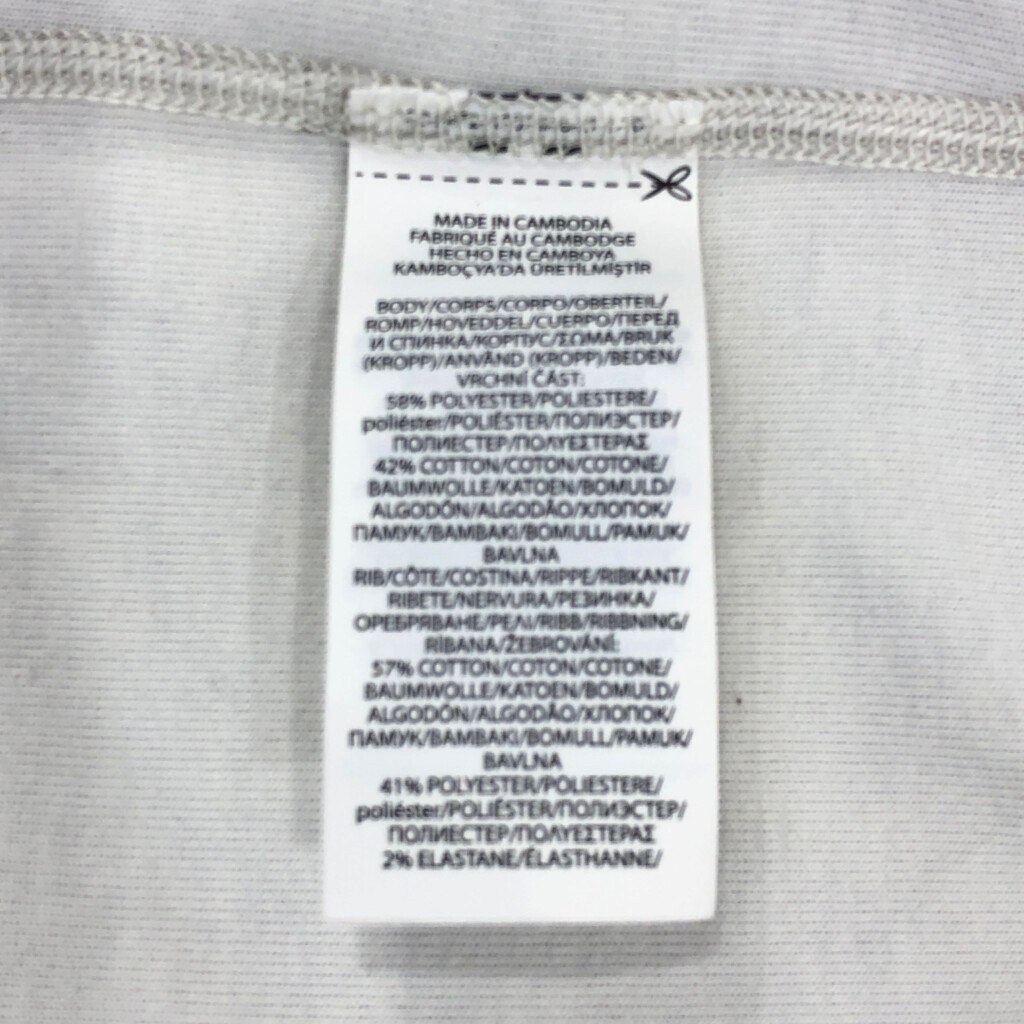 MADE IN CAMBODIA
FABRIQUÉ AU CAMBODGE
HECHO EN CAMBOYA
KAMBOÇYA'DA ÜRETİLMİŞTİR
BODY/CORPS/CORPO/OBERTEIL/
ROMP/HOVEDDEL/CUERPO/ПЕРЕД
И СПИНКА/КОРПУС/ΣΩΜΑ/BRUK
(KROPP)/ANVÄND (KROPP)/BEDEN/
VRCHNÍ ČÁST:
58% POLYESTER/POLIESTERE/
poliéster/POLIÉSTER/ПОЛИЭСТЕР/
ПОЛИЕСТЕР/ΠΟΛΥΕΣΤΕΡΑΣ
42% COTTON/COTON/COTONE/
BAUMWOLLE/KATOEN/BOMULD/
ALGODÓN/ALGODÃO/ХЛОПОК/
ПАМУК/ΒΑΜΒΑΚΙ/BOMULL/PAMUK/
BAVLNA
RIB/CÔTE/COSTINA/RIPPE/RIBKANT/
RIBETE/NERVURA/РЕЗИНКА/
ОРЕБРЯВАНЕ/ΡΕΛΙ/RIBB/RIBBNING/
RİBANA/ŽEBROVÁNÍ:
57% COTTON/COTON/COTONE/
BAUMWOLLE/KATOEN/BOMULD/
ALGODÓN/ALGODÃO/ХЛОПОК/
ПАМУК/ΒΑΜΒΑΚΙ/BOMULL/PAMUK/
BAVLNA
41% POLYESTER/POLIESTERE/
poliéster/POLIÉSTER/ПОЛИЭСТЕР/
ПОЛИЕСТЕР/ΠΟΛΥΕΣΤΕΡΑΣ
2% ELASTANE/ÉLASTHANNE/